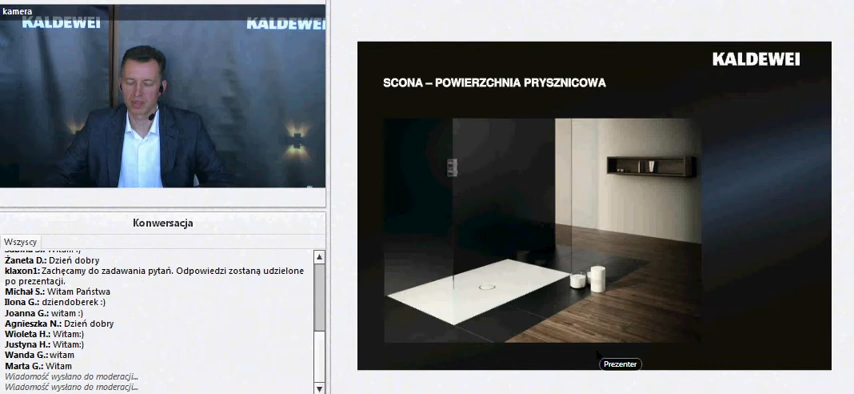 kamera
KALDEWEI
KALDEWEI
Konwersacja
Wszyscy
Żaneta D.: Dzień dobry
klaxon1: Zachęcamy do zadawania pytań. Odpowiedzi zostaną udzielone
po prezentacji.
Michał S.: Witam Państwa
Ilona G.: dziendoberek :)
Joanna G.: witam :)
Agnieszka N.: Dzień dobry
Wioleta H.: Witam:)
Justyna H.: Witam:)
Wanda G.: witam
Marta G.: Witam
Wiadomość wysłano do moderacji...
Wiadomość wysłano do moderacji...
KALDEWEI
SCONA – POWIERZCHNIA PRYSZNICOWA
Prezenter